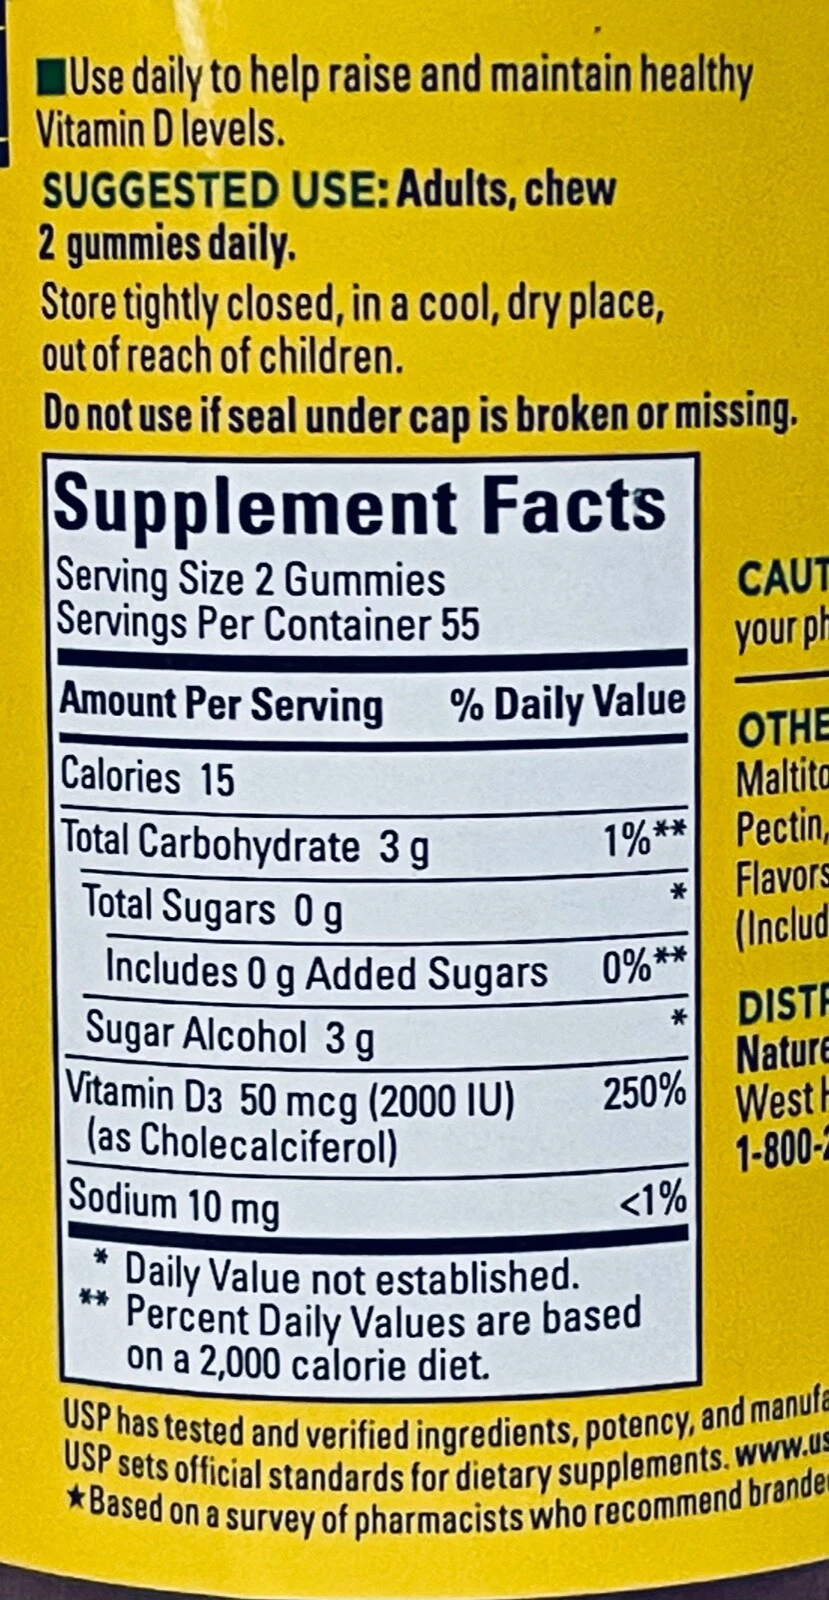 Use daily to help raise and maintain healthy
Vitamin D levels.
SUGGESTED USE: Adults, chew
2 gummies daily.
Store tightly closed, in a cool, dry place,
out of reach of children.
Do not use if seal under cap is broken or missing.
Supplement Facts
Serving Size 2 Gummies
Servings Per Container 55
Amount Per Serving % Daily Value
Calories 15
Total Carbohydrate 3 g 1%**
Total Sugars 0 g *
Includes 0 g Added Sugars 0%**
Sugar Alcohol 3 g *
Vitamin D3 50 mcg (2000 IU) 250%
(as Cholecalciferol)
Sodium 10 mg <1%
* Daily Value not established.
** Percent Daily Values are based
on a 2,000 calorie diet.
USP has tested and verified ingredients, potency, and
USP sets official standards for dietary supplements.
★Based on a survey of pharmacists who recommend
your
Pectin,
Flavors
Nature
West